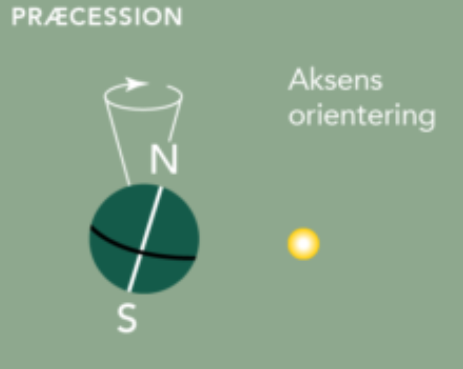 PRÆCESSION
Aksens
orientering
N
S